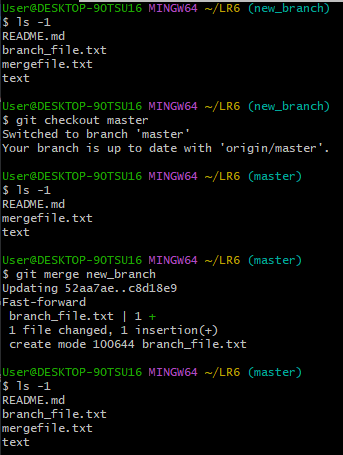 User@DESKTOP-9OTSU16 MINGW64 ~/LR6 (new_branch)
$ ls -1
README.md
branch_file.txt
mergefile.txt
text
User@DESKTOP-9OTSU16 MINGW64 ~/LR6 (new_branch)
$ git checkout master
Switched to branch 'master'
Your branch is up to date with 'origin/master'.
User@DESKTOP-9OTSU16 MINGW64 ~/LR6 (master)
$ ls -1
README.md
mergefile.txt
text
User@DESKTOP-9OTSU16 MINGW64 ~/LR6 (master)
$ git merge new_branch
Updating 52aa7ae..c8d18e9
Fast-forward
branch_file.txt | 1 +
1 file changed, 1 insertion(+)
create mode 100644 branch_file.txt
User@DESKTOP-9OTSU16 MINGW64 ~/LR6 (master)
$ ls -1
README.md
branch_file.txt
mergefile.txt
text